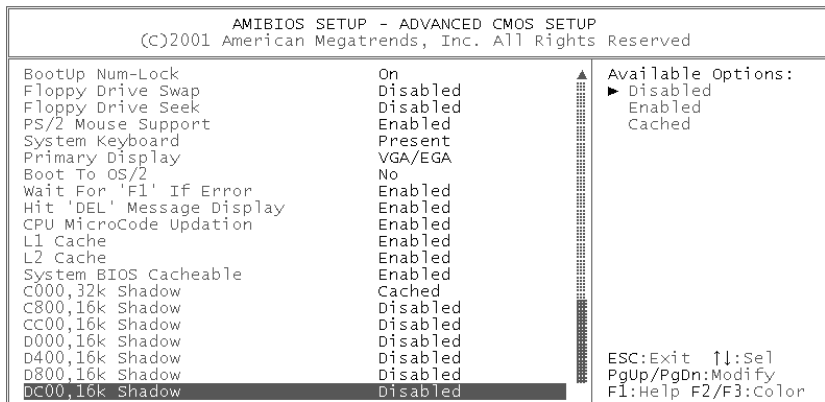 AMIBIOS SETUP - ADVANCED CMOS SETUP
(C)2001 American Megatrends, Inc. All Rights Reserved
BootUp Num-Lock On
Floppy Drive Swap Disabled
Floppy Drive Seek Disabled
PS/2 Mouse Support Enabled
System Keyboard Present
Primary Display VGA/EGA
Boot To OS/2 No
Wait For 'F1' If Error Enabled
Hit 'DEL' Message Display Enabled
CPU MicroCode Updation Enabled
L1 Cache Enabled
L2 Cache Enabled
System BIOS Cacheable Enabled
C000,32k Shadow Cached
C800,16k Shadow Disabled
CC00,16k Shadow Disabled
D000,16k Shadow Disabled
D400,16k Shadow Disabled
D800,16k Shadow Disabled
DC00,16k Shadow Disabled
Available Options:
► Disabled
Enabled
Cached
ESC:Exit ↑↓:Sel
PgUp/PgDn:Modify
F1:Help F2/F3:Color